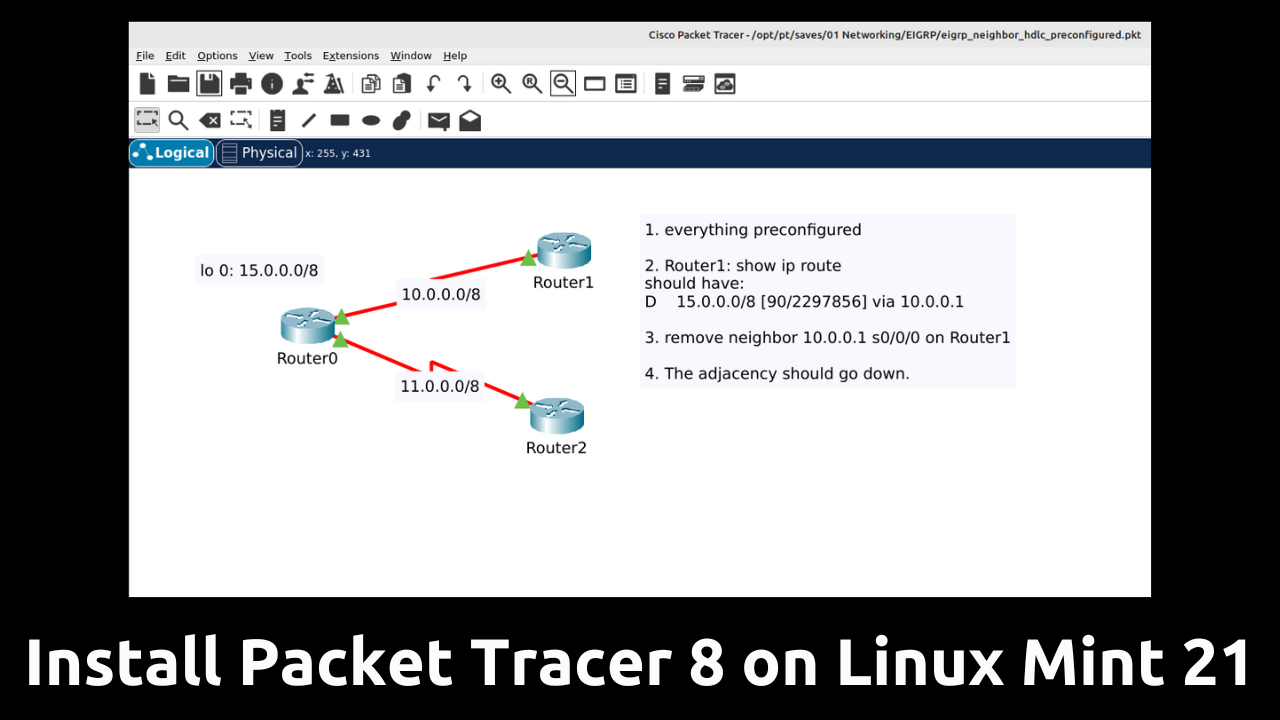 Cisco Packet Tracer - /opt/pt/saves/01 Networking/EIGRP/eigrp_neighbor_hdlc_preconfigured.pkt
File Edit Options View Tools Extensions Window Help
Logical Physical x: 255, y: 431
lo 0: 15.0.0.0/8
Router1
10.0.0.0/8
Router0
11.0.0.0/8
Router2
1. everything preconfigured
2. Router1: show ip route
should have:
D 15.0.0.0/8 [90/2297856] via 10.0.0.1
3. remove neighbor 10.0.0.1 s0/0/0 on Router1
4. The adjacency should go down.
Install Packet Tracer 8 on Linux Mint 21